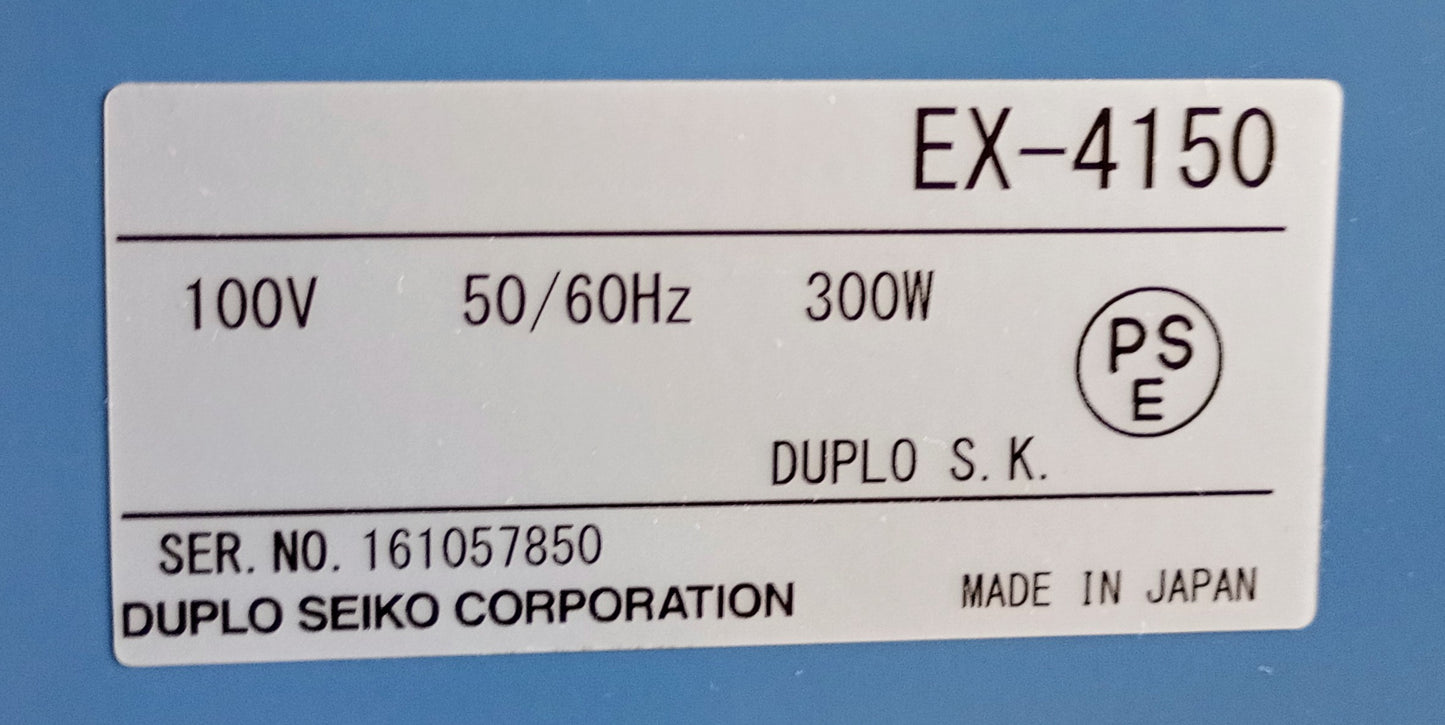 EX-4150
100V 50/60Hz 300W
PS
E
DUPLO S.K.
SER. NO. 161057850
DUPLO SEIKO CORPORATION
MADE IN JAPAN